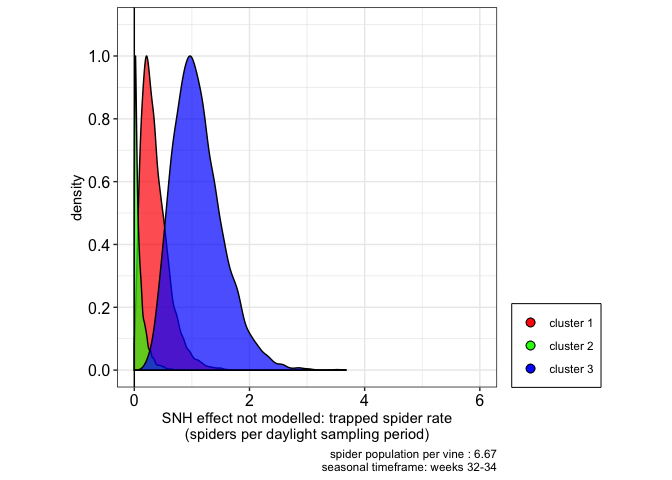 1.0
0.8
0.6
0.4
0.2
0.0
density
0
2
4
6
SNH effect not modelled: trapped spider rate
(spiders per daylight sampling period)
cluster 1
cluster 2
cluster 3
spider population per vine : 6.67
seasonal timeframe: weeks 32-34